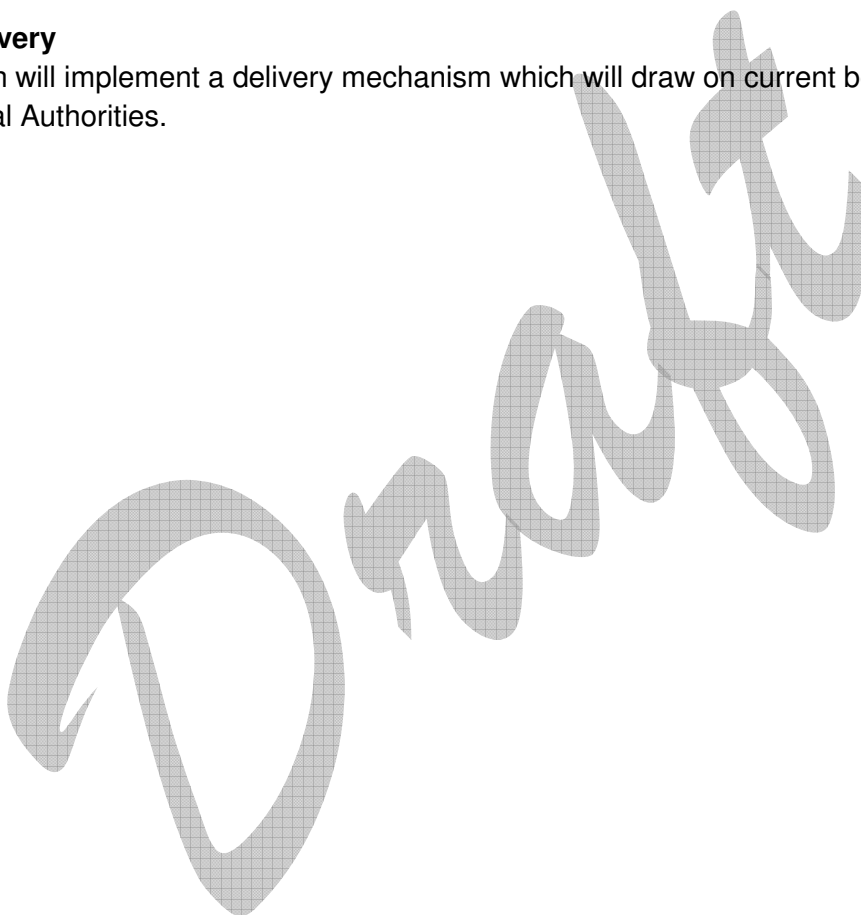 very
n will implement a delivery mechanism which will draw on current b
al Authorities.
Draft